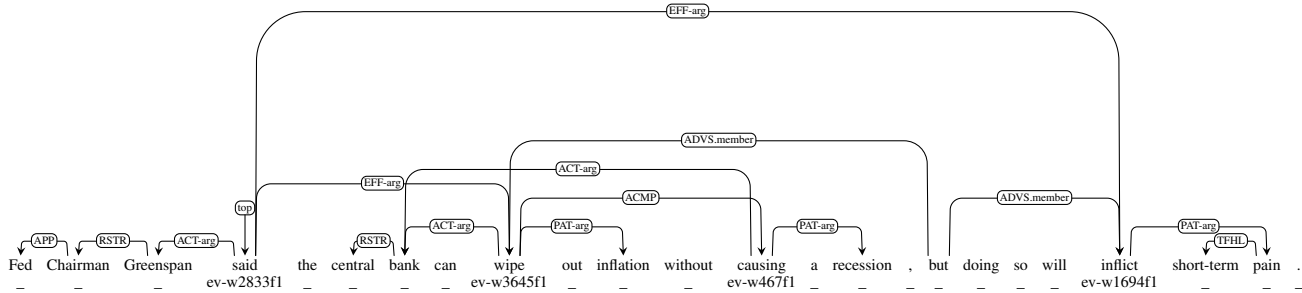 EFF-arg
ADVS.member
ACT-arg
EFF-arg ACMP ADVS.member
top
APP RSTR ACT-arg RSTR ACT-arg PAT-arg PAT-arg PAT-arg
TFHL
Fed Chairman Greenspan said the central bank can wipe out inflation without causing a recession , but doing so will inflict short-term pain .
_ _ _ ev-w2833f1 _ _ _ _ ev-w3645f1 _ _ _ ev-w467f1 _ _ _ _ _ _ _ ev-w1694f1 _ _ _